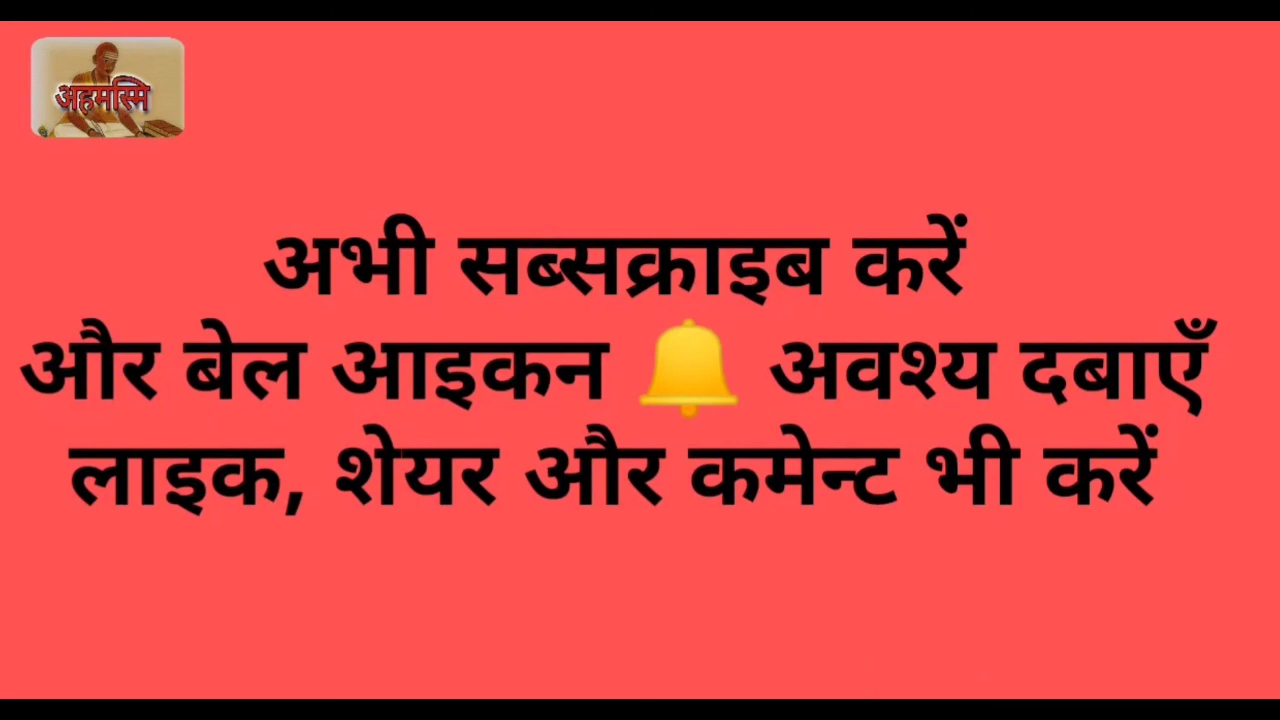 अहमस्मि
अभी सब्सक्राइब करें
और बेल आइकन 🔔 अवश्य दबाएँ
लाइक, शेयर और कमेन्ट भी करें